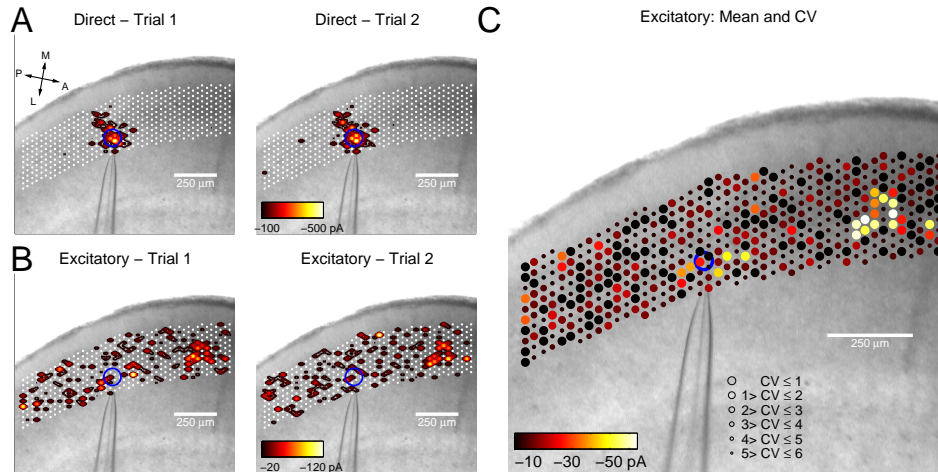 A
Direct – Trial 1
Direct – Trial 2
M
P
A
L
250 µm
250 µm
−100
−500 pA
B
Excitatory – Trial 1
Excitatory – Trial 2
250 µm
250 µm
−20
−120 pA
C
Excitatory: Mean and CV
250 µm
CV ≤ 1
1> CV ≤ 2
2> CV ≤ 3
3> CV ≤ 4
4> CV ≤ 5
5> CV ≤ 6
−10
−30
−50 pA